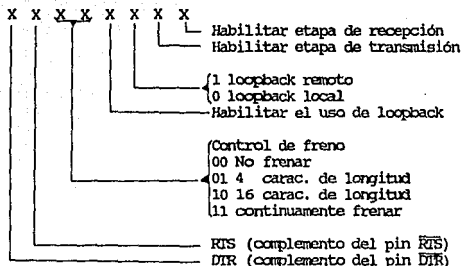 X X X X X X X X
Habilitar etapa de recepción
Habilitar etapa de transmisión
1 loopback remoto
0 loopback local
Habilitar el uso de loopback
Control de freno
00 No frenar
01 4 carac. de longitud
10 16 carac. de longitud
11 continuamente frenar
RTS (complemento del pin R̅T̅S̅)
DTR (complemento del pin D̅T̅R̅)